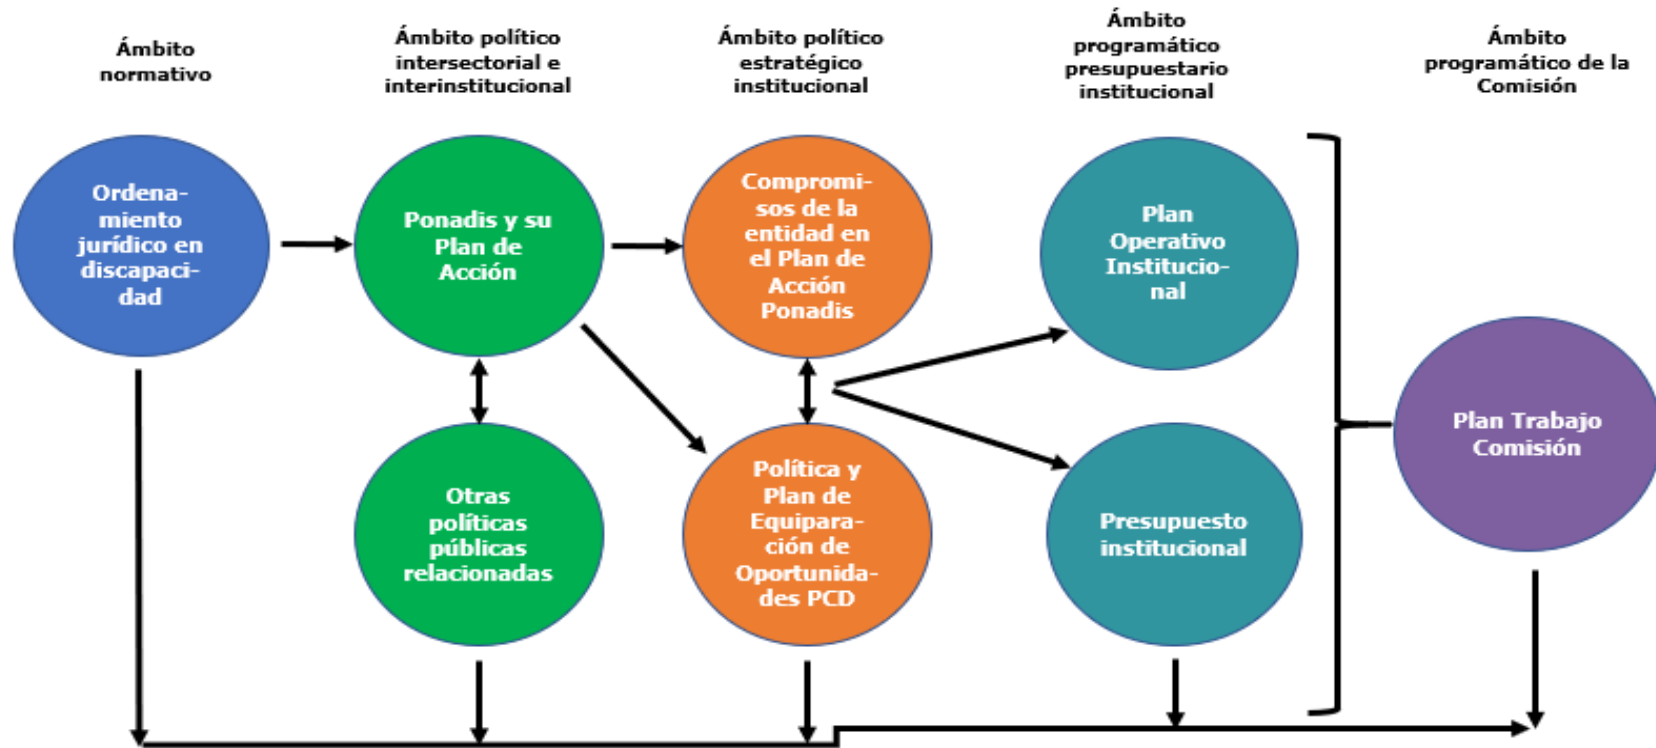 Ámbito
normativo
Ámbito político
intersectorial e
interinstitucional
Ámbito político
estratégico
institucional
Ámbito
programático
presupuestario
institucional
Ámbito
programático de la
Comisión
Ordena-
miento
jurídico en
discapaci-
dad
Ponadis y su
Plan de
Acción
Compromi-
sos de la
entidad en
el Plan de
Acción
Ponadis
Plan
Operativo
Institucio-
nal
Plan Trabajo
Comisión
Otras
políticas
públicas
relacionadas
Política y
Plan de
Equipara-
ción de
Oportunida-
des PCD
Presupuesto
institucional